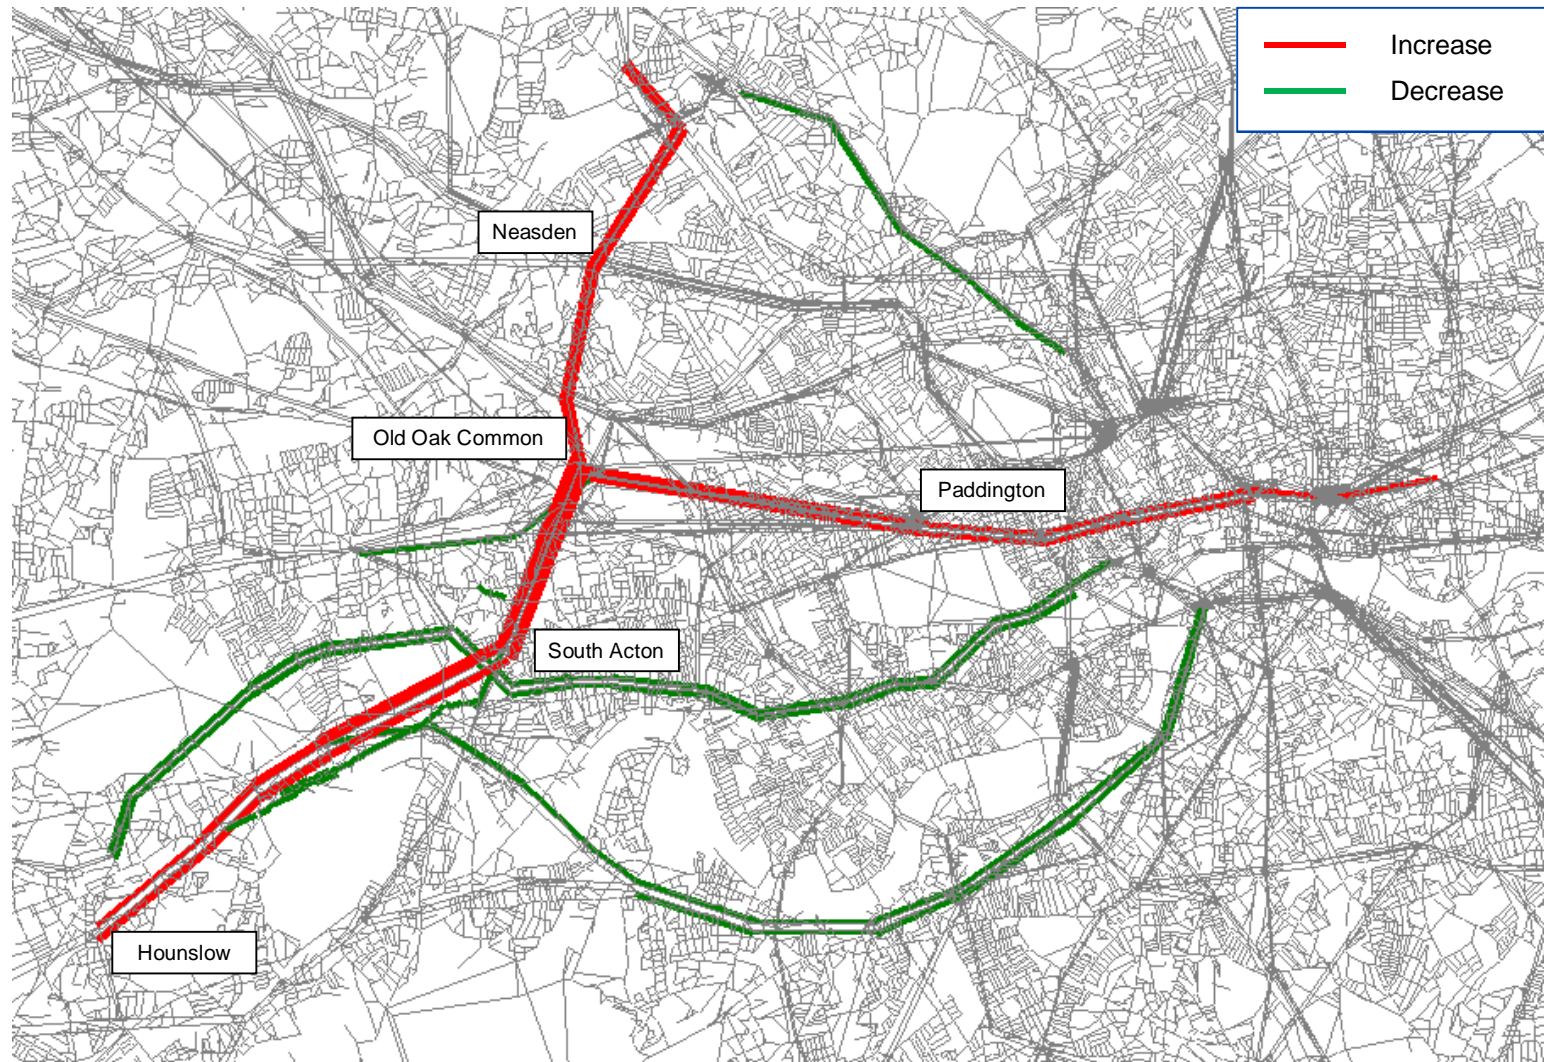 Increase
Decrease
Neasden
Old Oak Common
Paddington
South Acton
Hounslow